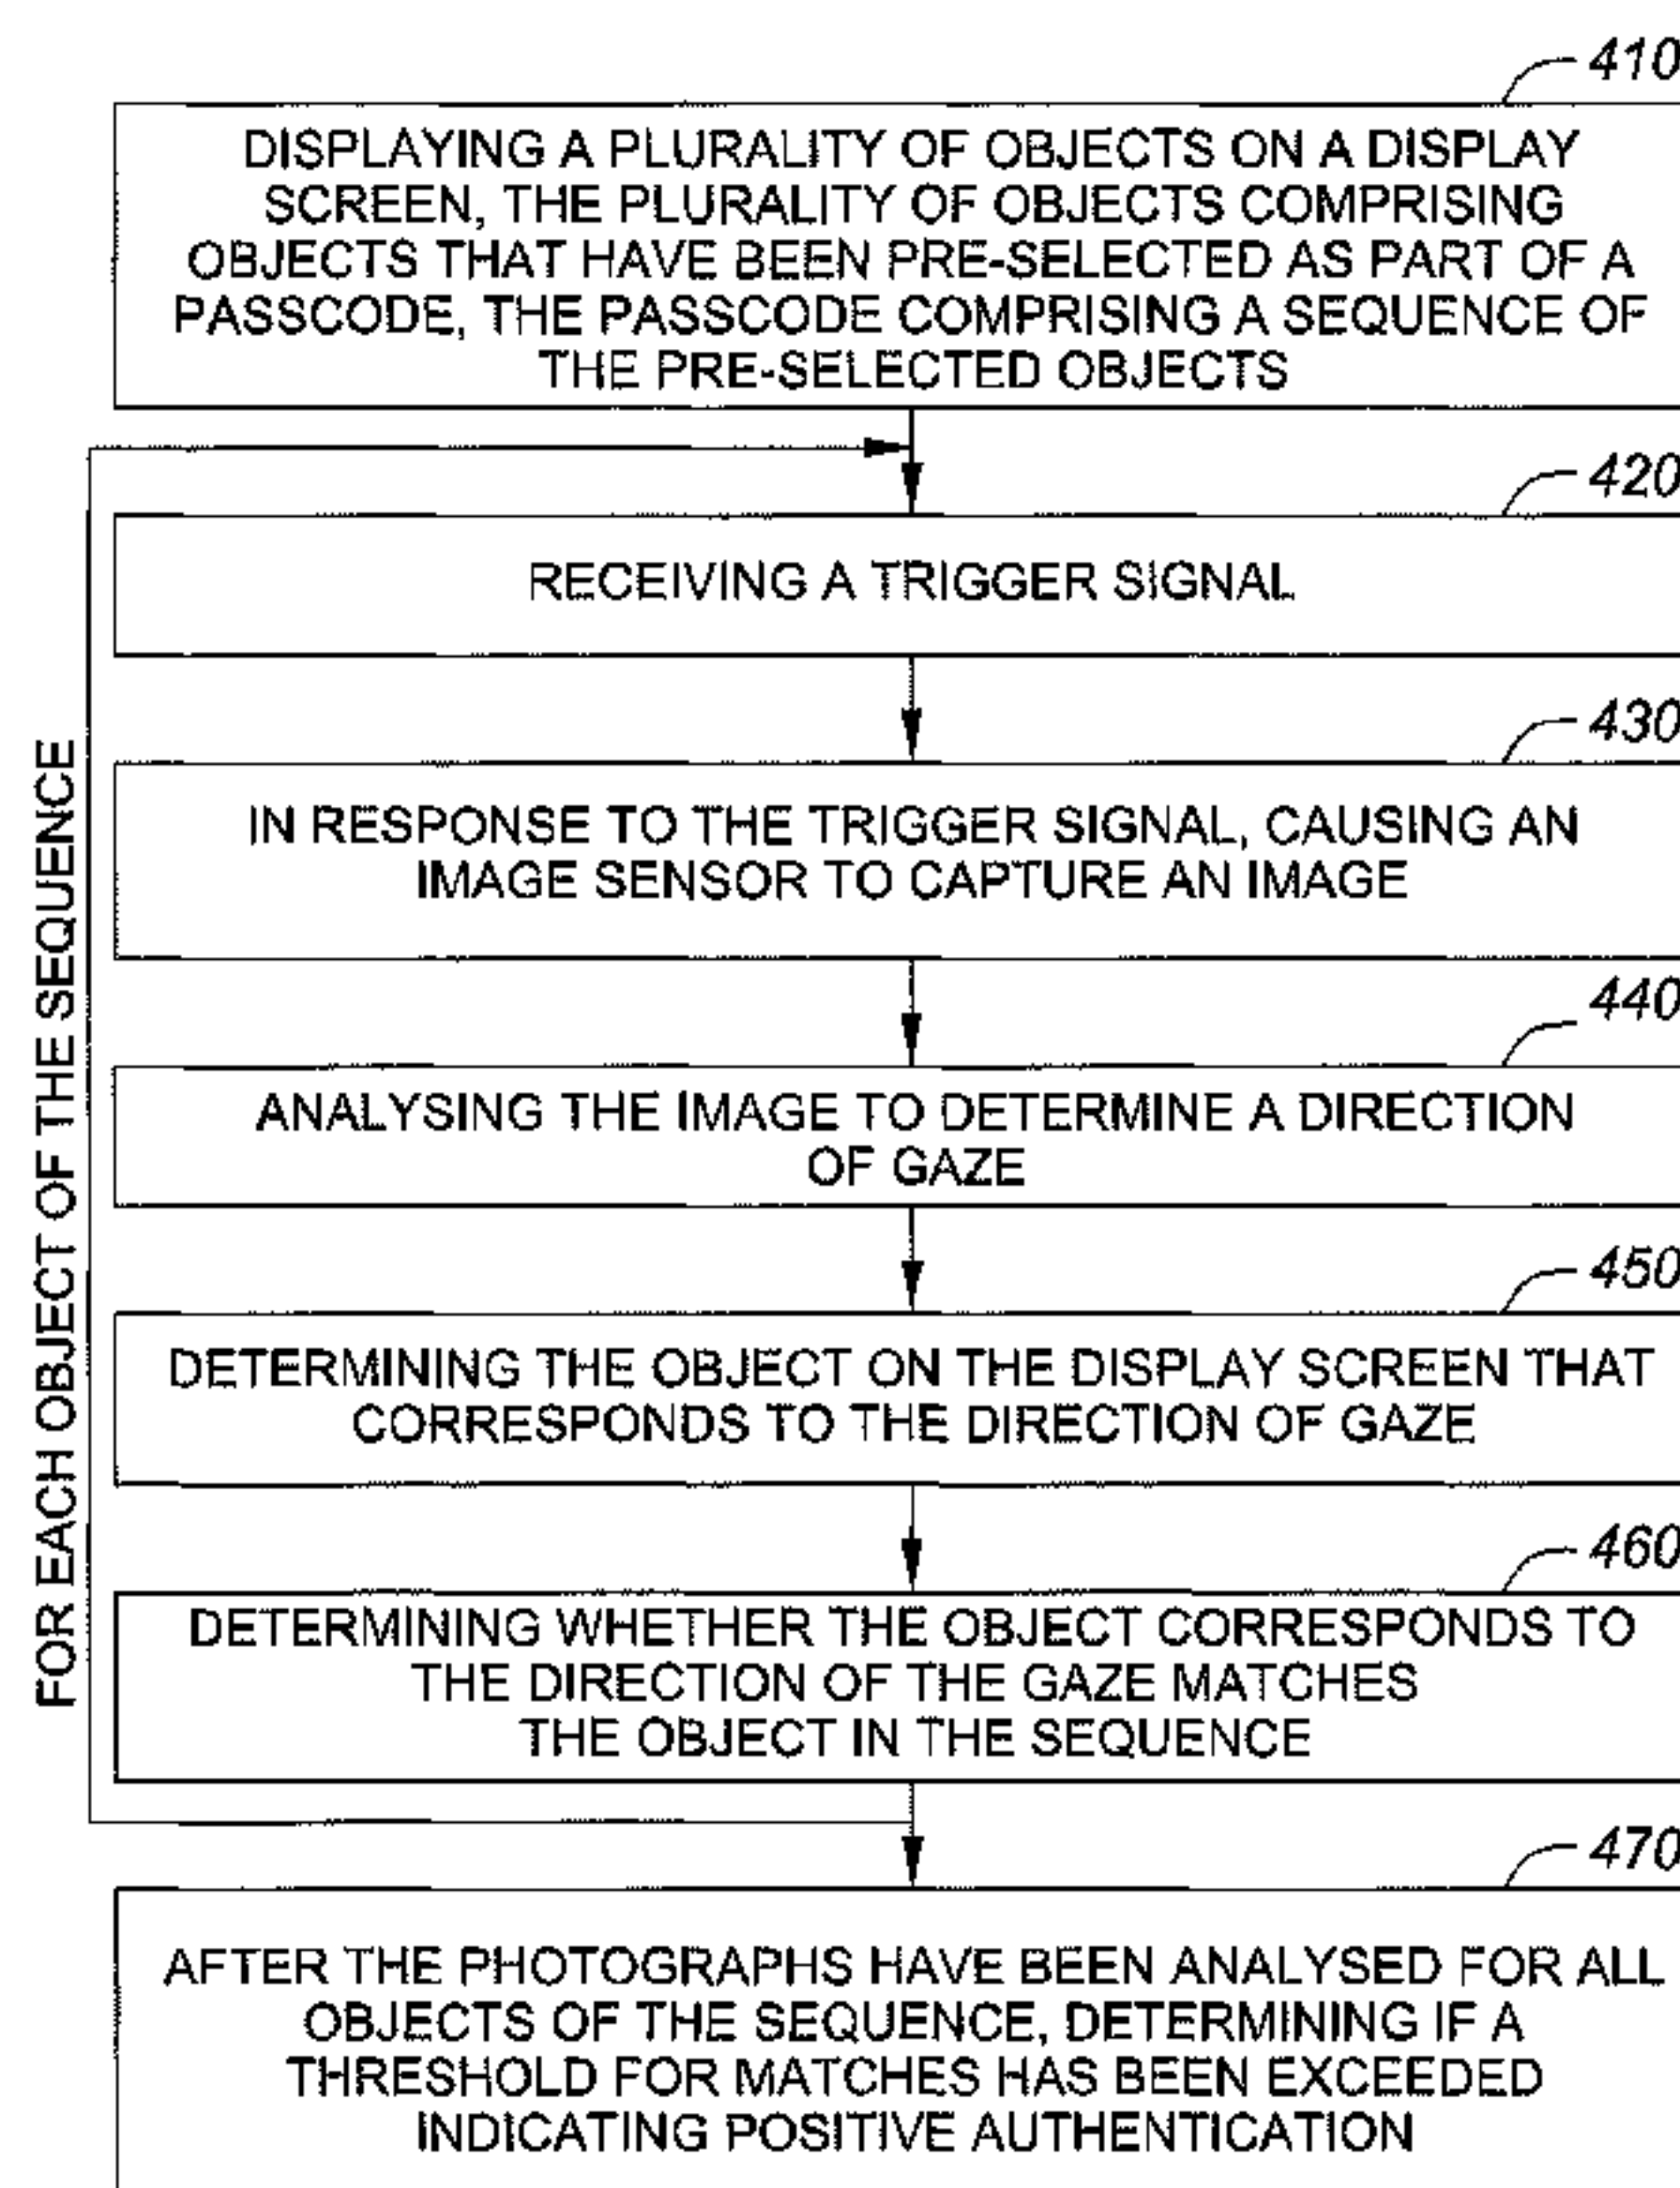 410
DISPLAYING A PLURALITY OF OBJECTS ON A DISPLAY
SCREEN, THE PLURALITY OF OBJECTS COMPRISING
OBJECTS THAT HAVE BEEN PRE-SELECTED AS PART OF A
PASSCODE, THE PASSCODE COMPRISING A SEQUENCE OF
THE PRE-SELECTED OBJECTS
420
RECEIVING A TRIGGER SIGNAL
430
IN RESPONSE TO THE TRIGGER SIGNAL, CAUSING AN
IMAGE SENSOR TO CAPTURE AN IMAGE
440
ANALYSING THE IMAGE TO DETERMINE A DIRECTION
OF GAZE
450
DETERMINING THE OBJECT ON THE DISPLAY SCREEN THAT
CORRESPONDS TO THE DIRECTION OF GAZE
460
DETERMINING WHETHER THE OBJECT CORRESPONDS TO
THE DIRECTION OF THE GAZE MATCHES
THE OBJECT IN THE SEQUENCE
FOR EACH OBJECT OF THE SEQUENCE
470
AFTER THE PHOTOGRAPHS HAVE BEEN ANALYSED FOR ALL
OBJECTS OF THE SEQUENCE, DETERMINING IF A
THRESHOLD FOR MATCHES HAS BEEN EXCEEDED
INDICATING POSITIVE AUTHENTICATION